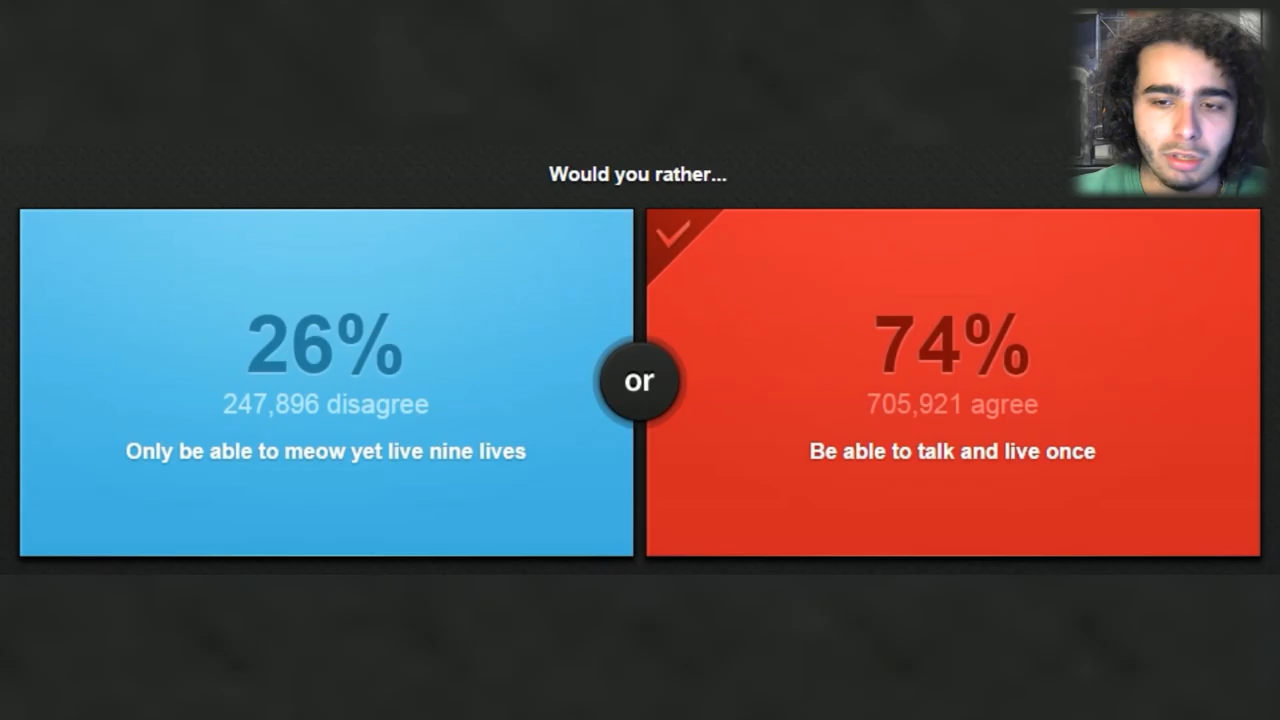 Would you rather...
26%
247,896 disagree
Only be able to meow yet live nine lives
or
74%
705,921 agree
Be able to talk and live once